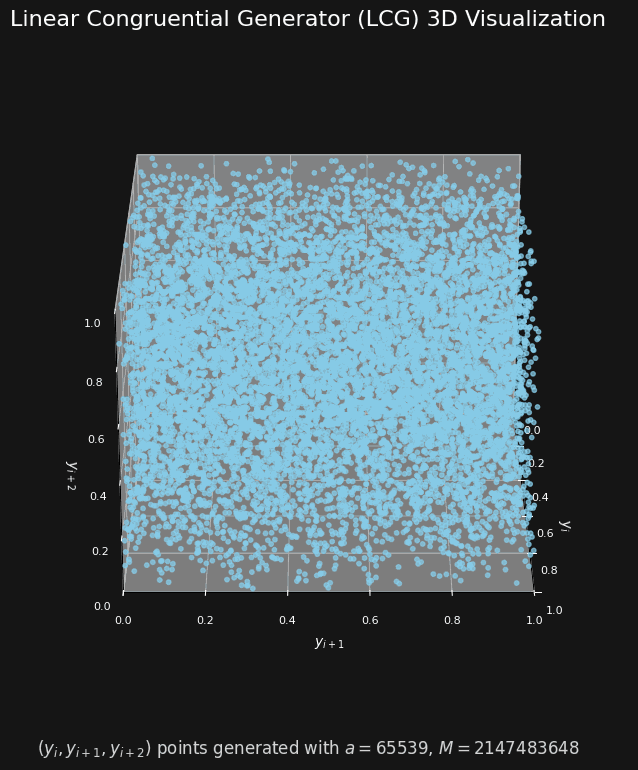 Linear Congruential Generator (LCG) 3D Visualization
1.0
0.8
0.6
0.4
0.2
0.0
y_{i+2}
0.0
0.2
0.4
0.6
0.8
1.0
y_i
0.0 0.2 0.4 0.6 0.8 1.0
y_{i+1}
(y_i, y_{i+1}, y_{i+2}) points generated with a = 65539, M = 2147483648